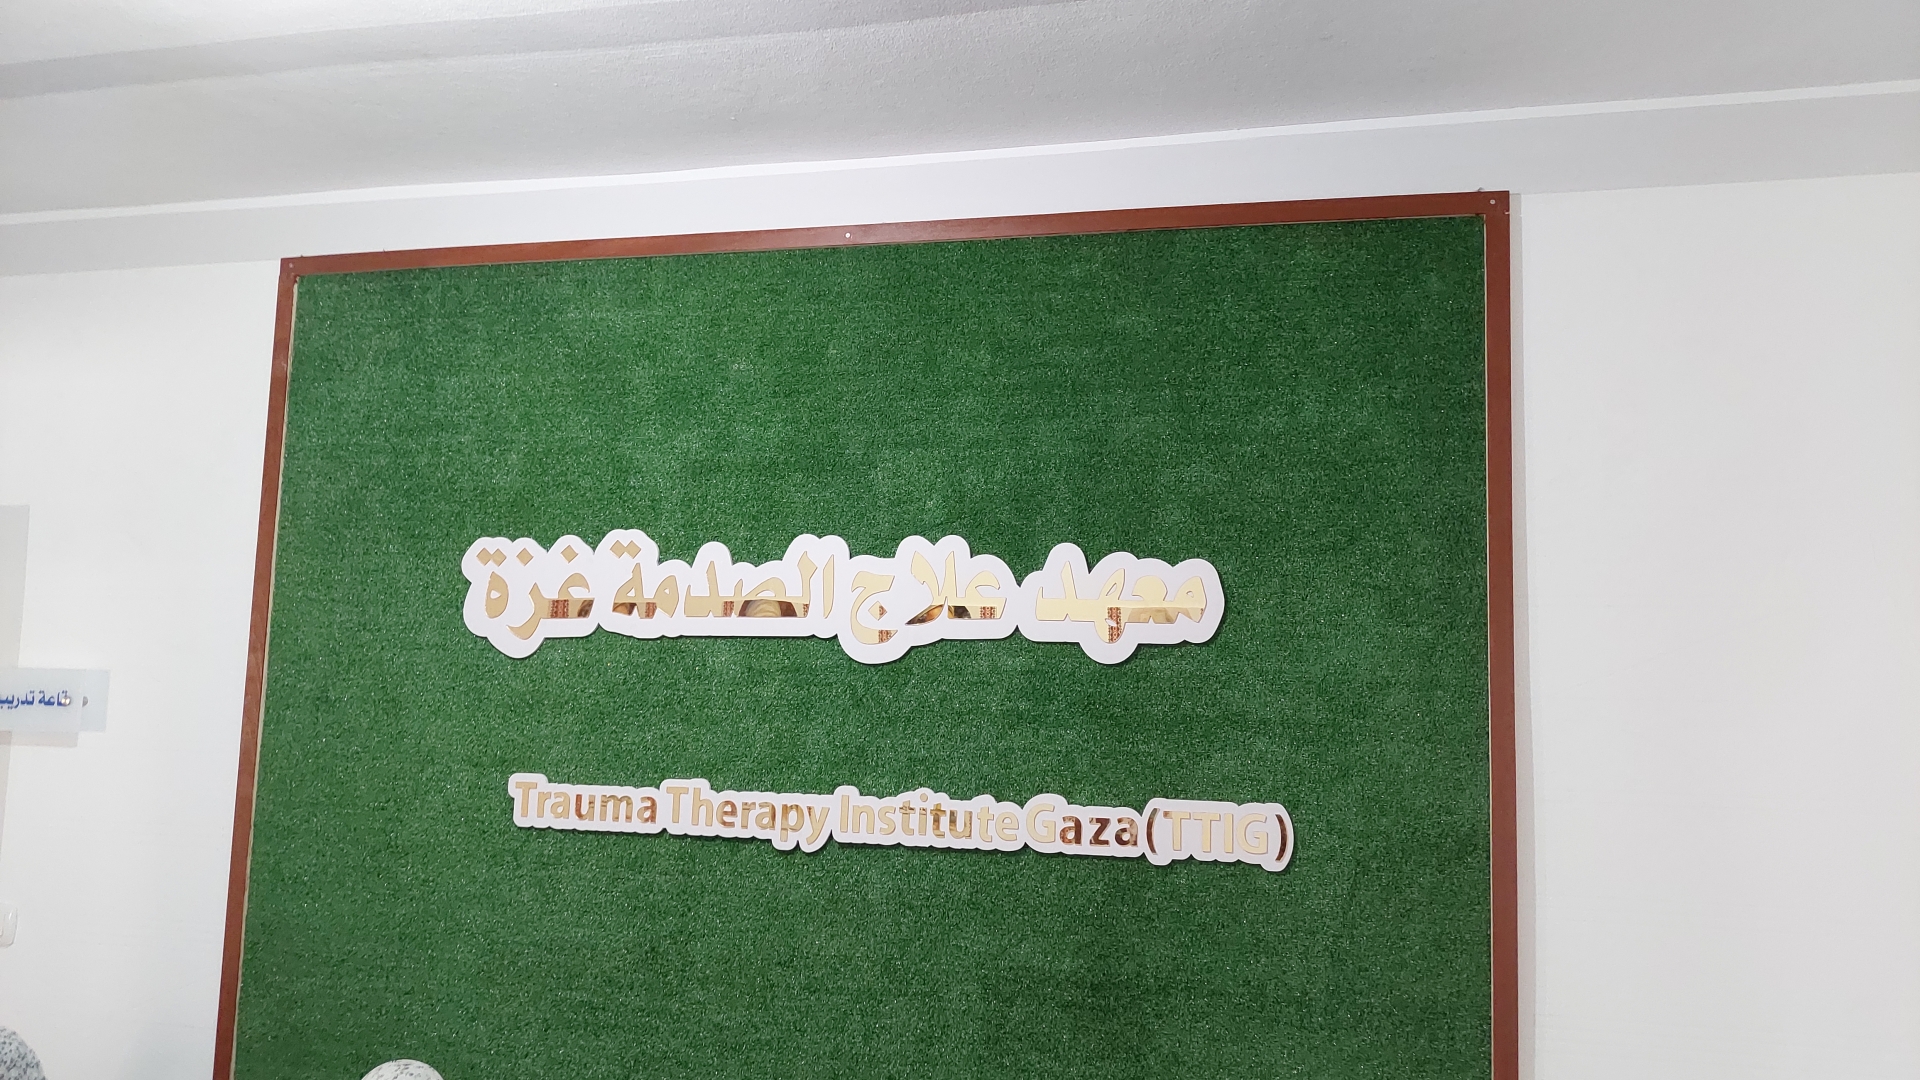 معهد علاج الصدمة غزة
Trauma Therapy Institute Gaza (TTIG)
قاعة تدريب